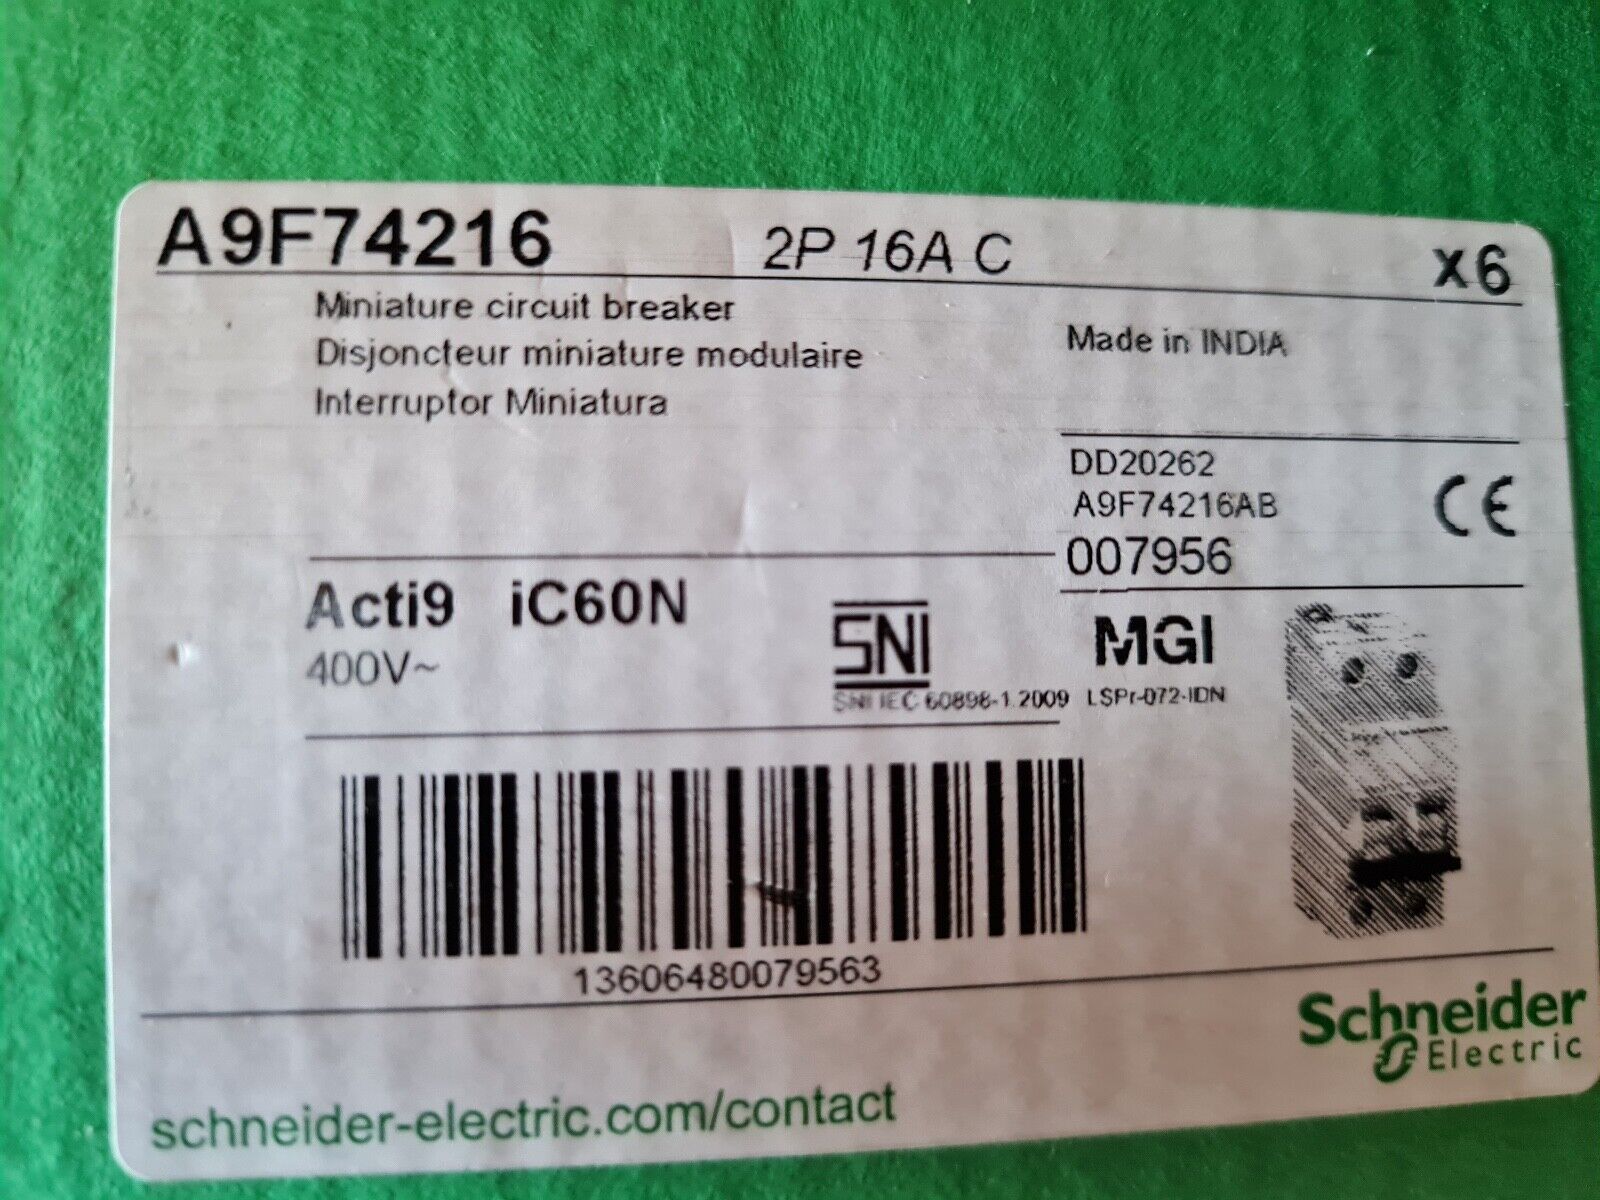 A9F74216 2P 16A C x6
Miniature circuit breaker
Disjoncteur miniature modulaire
Interruptor Miniatura
Made in INDIA
DD20262
A9F74216AB
007956
CE
Acti9 iC60N
400V~
SNI
SNI IEC 60898-1:2009
MGI
LSPr-072-IDN
13606480079563
Schneider
Electric
schneider-electric.com/contact